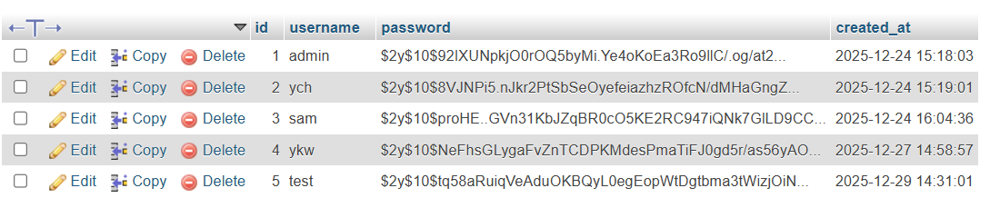 id username password created_at
Edit Copy Delete 1 admin $2y$10$92IXUNpkjO0rOQ5byMi.Ye4oKoEa3Ro9llC/.og/at2... 2025-12-24 15:18:03
Edit Copy Delete 2 ych $2y$10$8VJNPi5.nJkr2PtSbSeOyefeiazhzROfcN/dMHaGngZ... 2025-12-24 15:19:01
Edit Copy Delete 3 sam $2y$10$proHE..GVn31KbJZqBR0cO5KE2RC947iQNk7GlLD9CC... 2025-12-24 16:04:36
Edit Copy Delete 4 ykw $2y$10$NeFhsGLygaFvZnTCDPKMdesPmaTiFJ0gd5r/as56yAO... 2025-12-27 14:58:57
Edit Copy Delete 5 test $2y$10$tq58aRuiqVeAduOKBQyL0egEopWtDgtbma3tWizjOiN... 2025-12-29 14:31:01